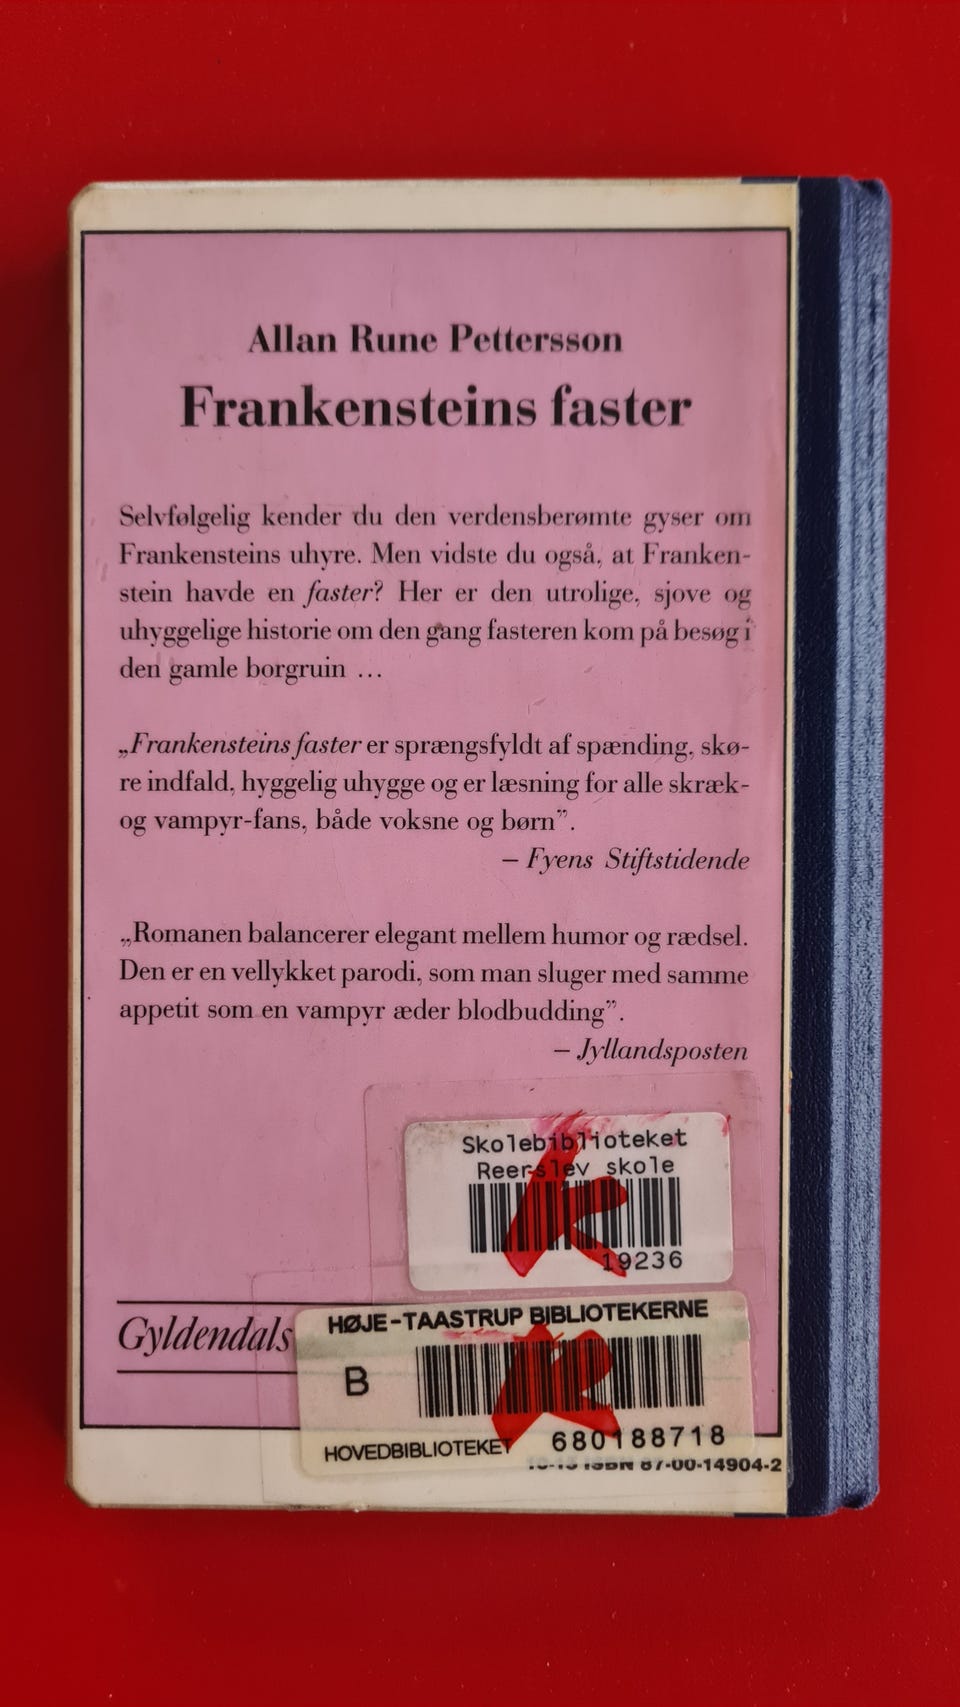 Allan Rune Pettersson
Frankensteins faster
Selvfølgelig kender du den verdensberømte gyser om
Frankensteins uhyre. Men vidste du også, at Franken-
stein havde en faster? Her er den utrolige, sjove og
uhyggelige historie om den gang fasteren kom på besøg i
den gamle borgruin ...
„Frankensteins faster er sprængsfyldt af spænding, skø-
re indfald, hyggelig uhygge og er læsning for alle skræk-
og vampyr-fans, både voksne og børn”.
– Fyens Stiftstidende
„Romanen balancerer elegant mellem humor og rædsel.
Den er en vellykket parodi, som man sluger med samme
appetit som en vampyr æder blodbudding”.
– Jyllandsposten
Skolebiblioteket
Reerslev skole
19236
Gyldendals
HØJE-TAASTRUP BIBLIOTEKERNE
B
HOVEDBIBLIOTEKET 680188718
ISBN 87-00-14904-2